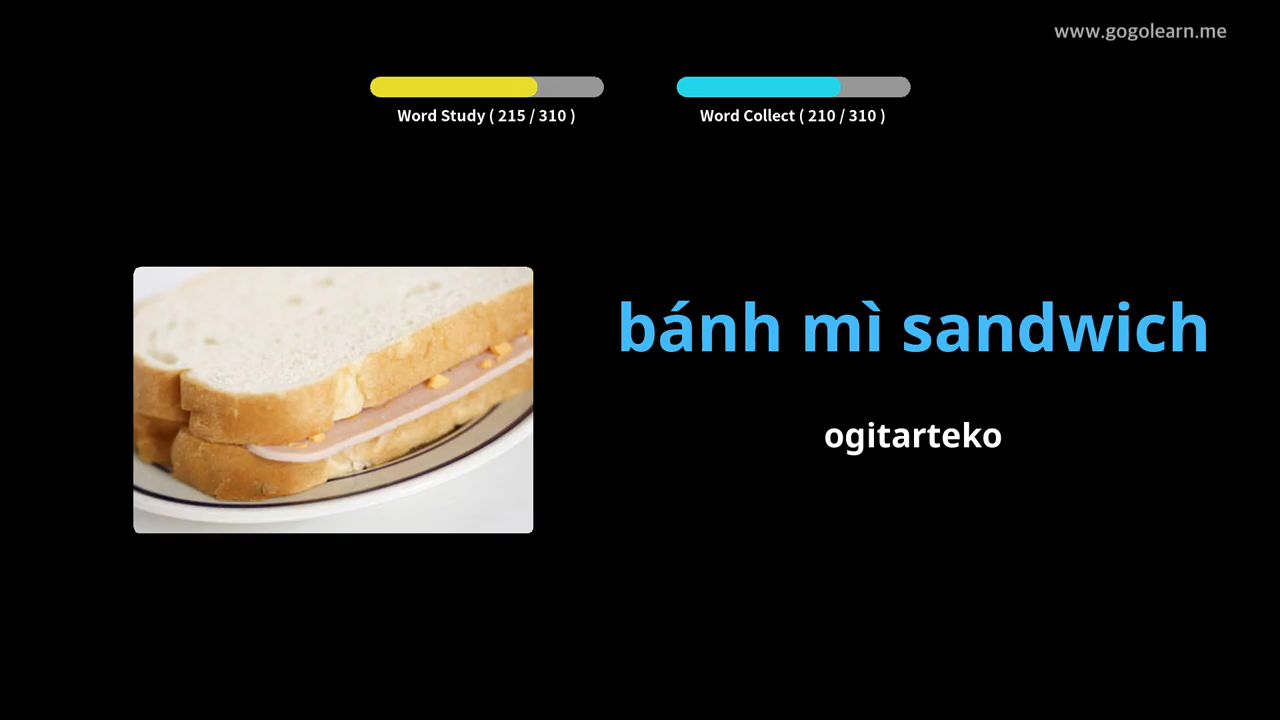 www.gogolearn.me
Word Study ( 215 / 310 )
Word Collect ( 210 / 310 )
bánh mì sandwich
ogitarteko